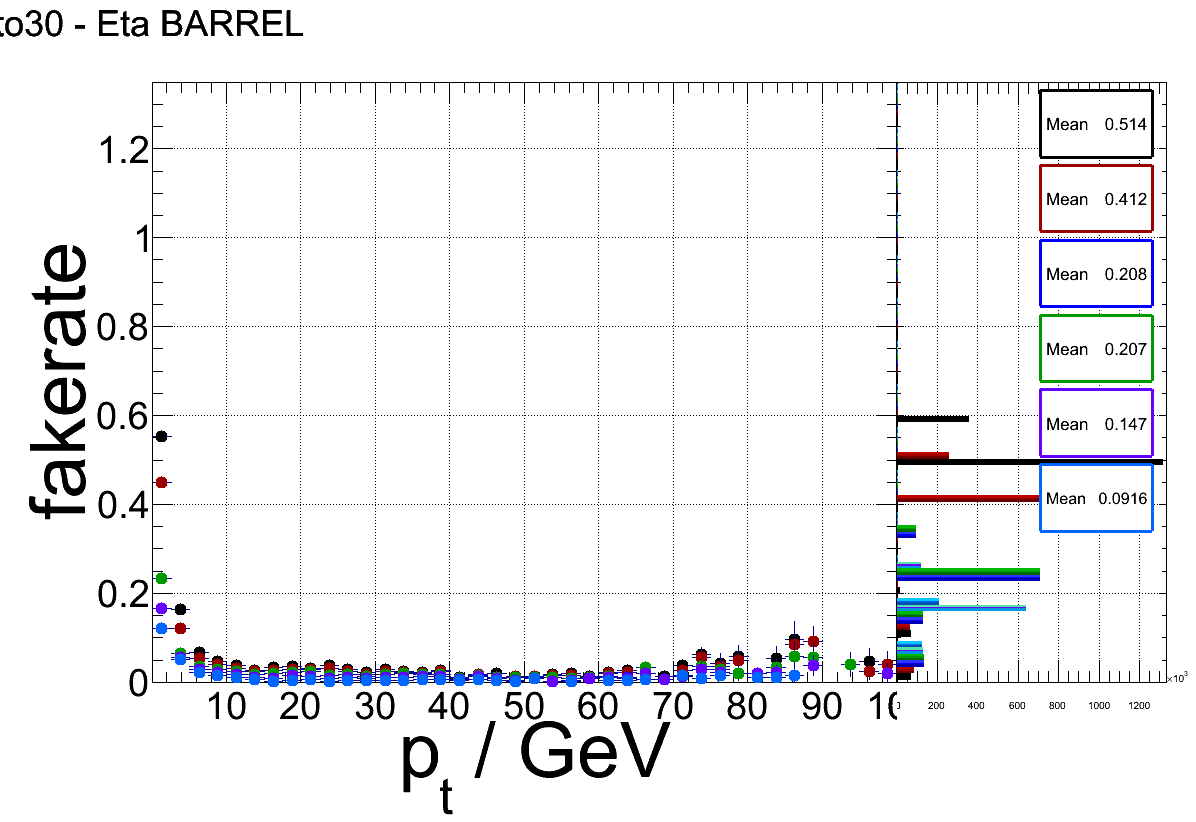 to30 - Eta BARREL
fakerate
1.2
1
0.8
0.6
0.4
0.2
0
10 20 30 40 50 60 70 80 90 10
p_t / GeV
Mean 0.514
Mean 0.412
Mean 0.208
Mean 0.207
Mean 0.147
Mean 0.0916
0 200 400 600 800 1000 1200
×10³